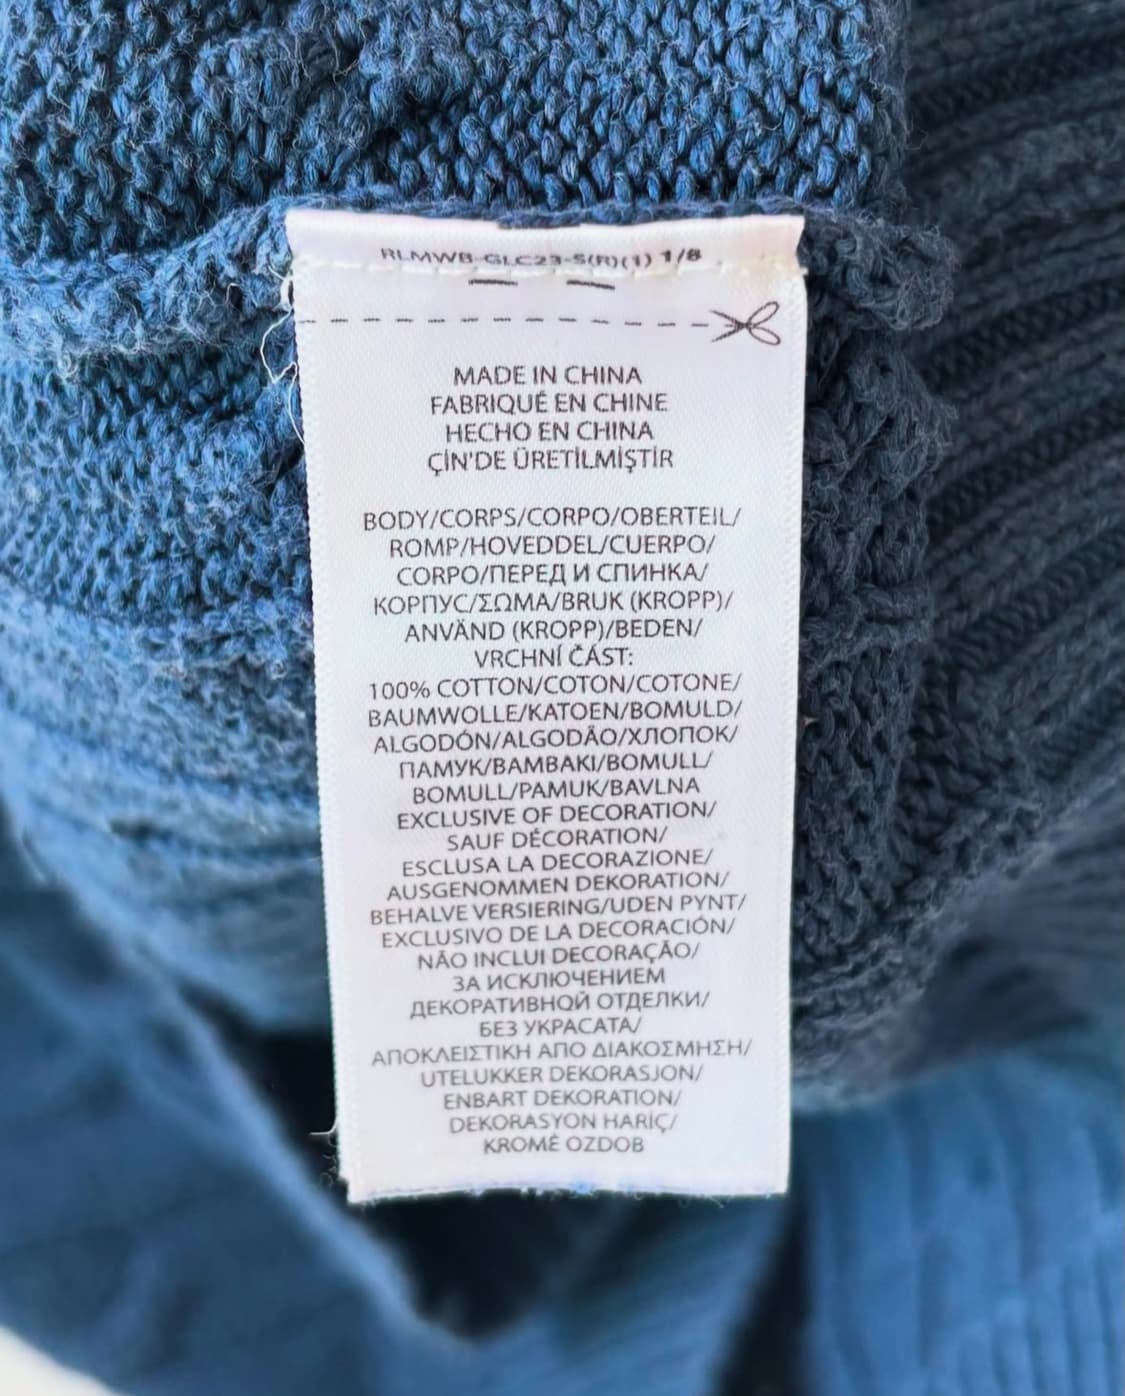 RLMWB-GLC23-S(R)(1) 1/8
MADE IN CHINA
FABRIQUÉ EN CHINE
HECHO EN CHINA
ÇİN'DE ÜRETİLMİŞTİR
BODY/CORPS/CORPO/OBERTEIL/
ROMP/HOVEDDEL/CUERPO/
CORPO/ПЕРЕД И СПИНКА/
КОРПУС/ΣΩΜΑ/BRUK (KROPP)/
ANVÄND (KROPP)/BEDEN/
VRCHNÍ ČÁST:
100% COTTON/COTON/COTONE/
BAUMWOLLE/KATOEN/BOMULD/
ALGODÓN/ALGODÃO/ХЛОПОК/
ПАМУК/ΒΑΜΒΑΚΙ/BOMULL/
BOMULL/PAMUK/BAVLNA
EXCLUSIVE OF DECORATION/
SAUF DÉCORATION/
ESCLUSA LA DECORAZIONE/
AUSGENOMMEN DEKORATION/
BEHALVE VERSIERING/UDEN PYNT/
EXCLUSIVO DE LA DECORACIÓN/
NÃO INCLUI DECORAÇÃO/
ЗА ИСКЛЮЧЕНИЕМ
ДЕКОРАТИВНОЙ ОТДЕЛКИ/
БЕЗ УКРАСАТА/
ΑΠΟΚΛΕΙΣΤΙΚΗ ΑΠΟ ΔΙΑΚΟΣΜΗΣΗ/
UTELUKKER DEKORASJON/
ENBART DEKORATION/
DEKORASYON HARİÇ/
KROMĚ OZDOB